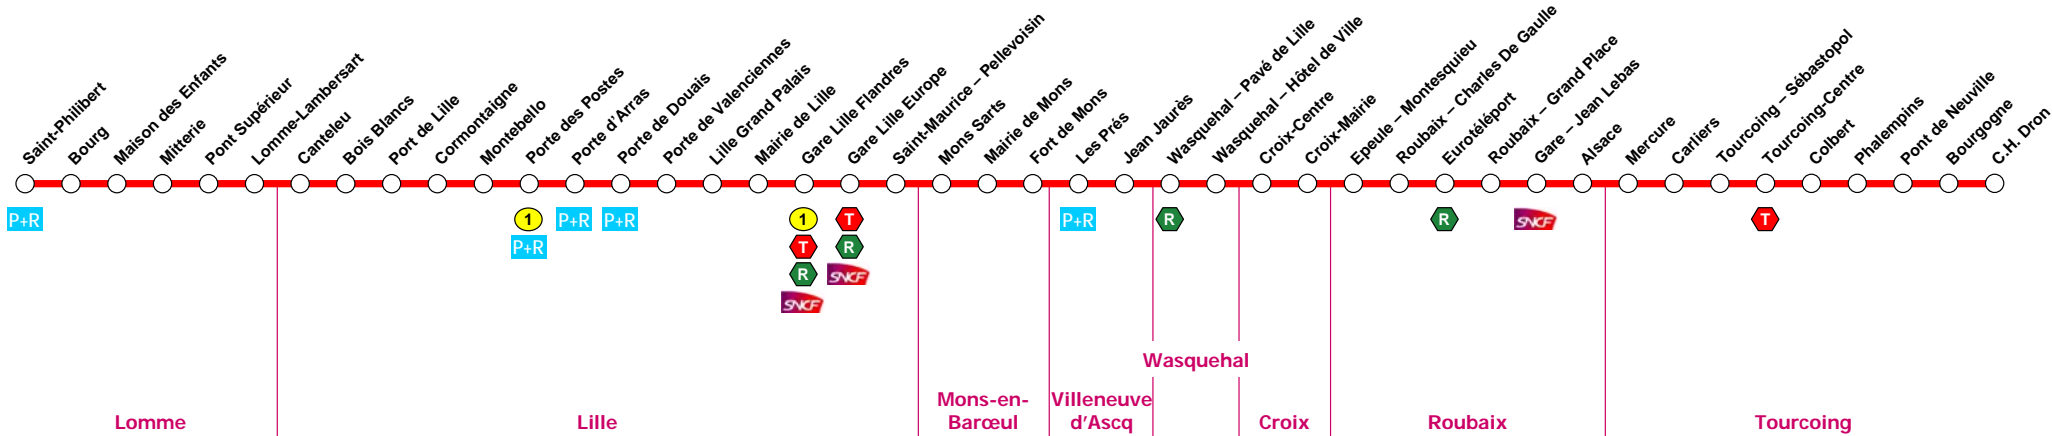 Saint-Philibert
Bourg
Maison des Enfants
Mitterie
Pont Supérieur
Lomme-Lambersart
Canteleu
Bois Blancs
Port de Lille
Cormontaigne
Montebello
Porte des Postes
Porte d'Arras
Porte de Douais
Porte de Valenciennes
Lille Grand Palais
Mairie de Lille
Gare Lille Flandres
Gare Lille Europe
Saint-Maurice – Pellevoisin
Mons Sarts
Mairie de Mons
Fort de Mons
Les Prés
Jean Jaurès
Wasquehal – Pavé de Lille
Wasquehal – Hôtel de Ville
Croix-Centre
Croix-Mairie
Epeule – Montesquieu
Roubaix – Charles De Gaulle
Eurotéléport
Roubaix – Grand Place
Gare – Jean Lebas
Alsace
Mercure
Carliers
Tourcoing – Sébastopol
Tourcoing-Centre
Colbert
Phalempins
Pont de Neuville
Bourgogne
C.H. Dron
P+R
1
P+R
P+R
P+R
1
T
R
SNCF
T
R
SNCF
P+R
R
R
SNCF
T
Lomme
Lille
Mons-en-
Barœul
Villeneuve
d'Ascq
Wasquehal
Croix
Roubaix
Tourcoing